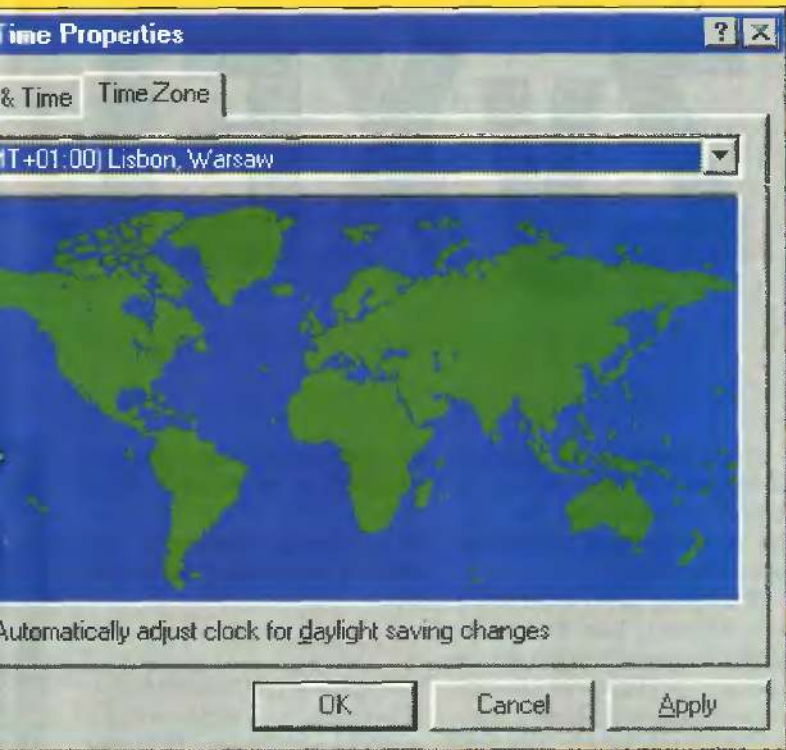 Time Properties
& Time Time Zone
MT+01:00) Lisbon, Warsaw
Automatically adjust clock for daylight saving changes
OK Cancel Apply